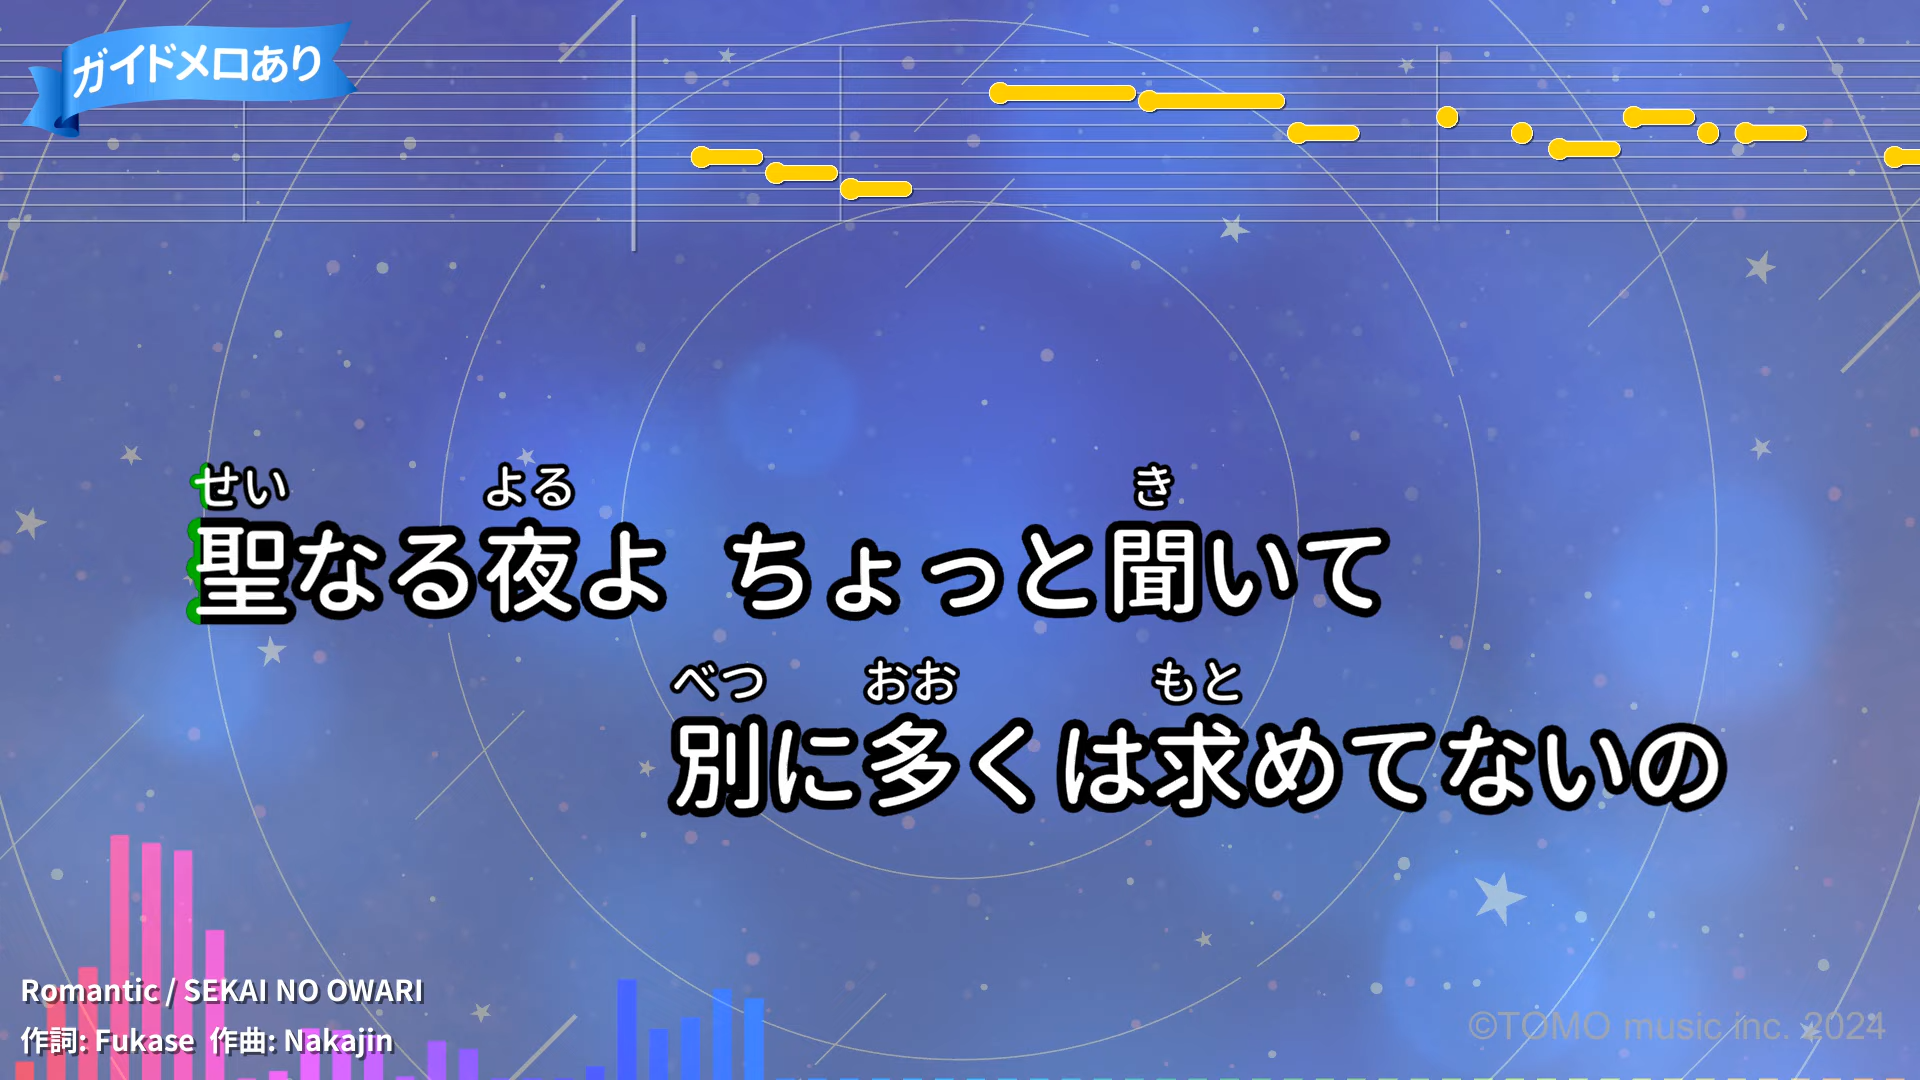 ガイドメロあり
せい よる き
聖なる夜よ ちょっと聞いて
べつ おお もと
別に多くは求めてないの
Romantic / SEKAI NO OWARI
作詞: Fukase 作曲: Nakajin
©TOMO music inc. 2024